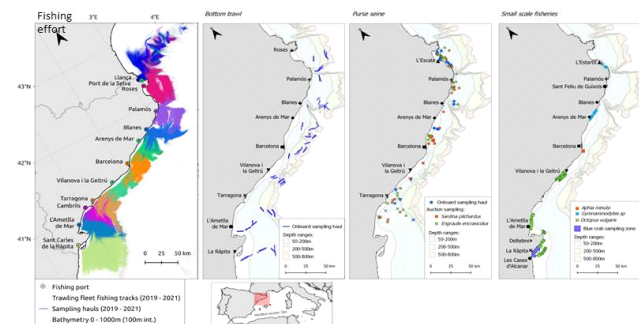 Fishing
effort
3°E
4°E
43°N
42°N
41°N
Llançà
Port de la Selva
Roses
Palamós
Blanes
Arenys de Mar
Barcelona
Vilanova i la Geltrú
Tarragona
Cambrils
L'Ametlla
de Mar
Sant Carles
de la Ràpita
0 25 50 km
Fishing port
Trawling fleet fishing tracks (2019 - 2021)
Sampling hauls (2019 - 2021)
Bathymetry 0 - 1000m (100m int.)
Bottom trawl
Roses
Palamós
Blanes
Arenys de Mar
Barcelona
Vilanova i
la Geltrú
Tarragona
L'Ametlla
de Mar
La Ràpita
Onboard sampling haul
Depth ranges:
50-200m
200-500m
500-800m
0 25 50 km
Purse seine
L'Escala
Palamós
Blanes
Arenys de Mar
Barcelona
Vilanova i
la Geltrú
Tarragona
Onboard sampling haul
Auction sampling:
Sardina pilchardus
Engraulis encrasicolus
Depth ranges:
50-200m
200-500m
500-800m
0 25 50 km
Small scale fisheries
L'Estartit
Palamós
Sant Feliu de Guíxols
Blanes
Arenys de Mar
Barcelona
Vilanova i
la Geltrú
L'Ametlla
de Mar
Deltebre
La Ràpita
Les Cases
d'Alcanar
Aphia minuta
Gymnammodytes sp
Octopus vulgaris
Blue crab sampling zone
Depth ranges:
50-200m
200-500m
500-800m
0 25 50 km